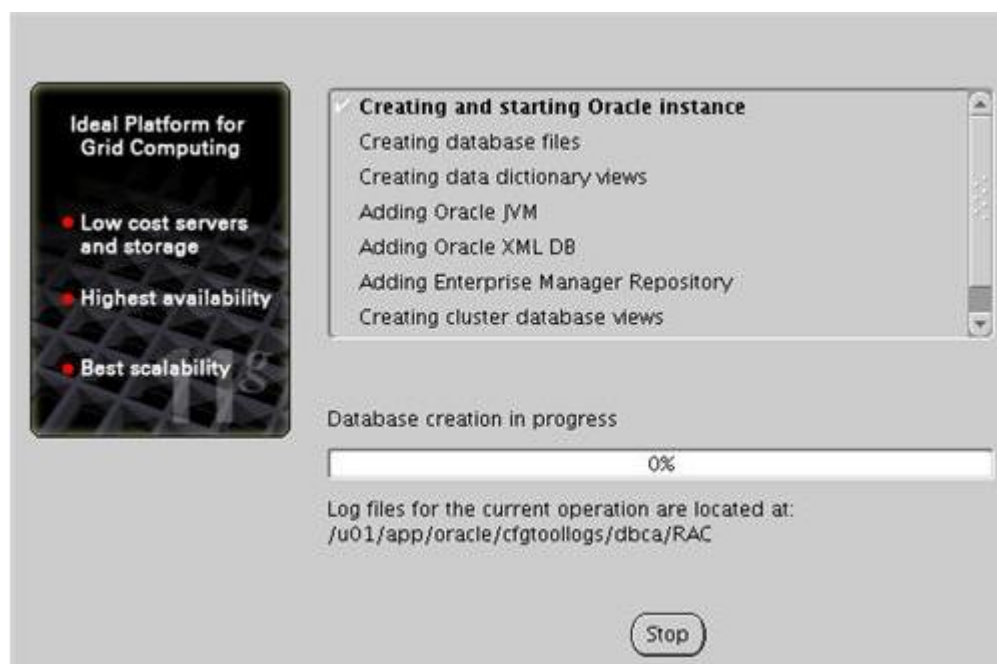 Ideal Platform for
Grid Computing
Low cost servers
and storage
Highest availability
Best scalability
11g
Creating and starting Oracle instance
Creating database files
Creating data dictionary views
Adding Oracle JVM
Adding Oracle XML DB
Adding Enterprise Manager Repository
Creating cluster database views
Database creation in progress
0%
Log files for the current operation are located at:
/u01/app/oracle/cfgtoollogs/dbca/RAC
Stop